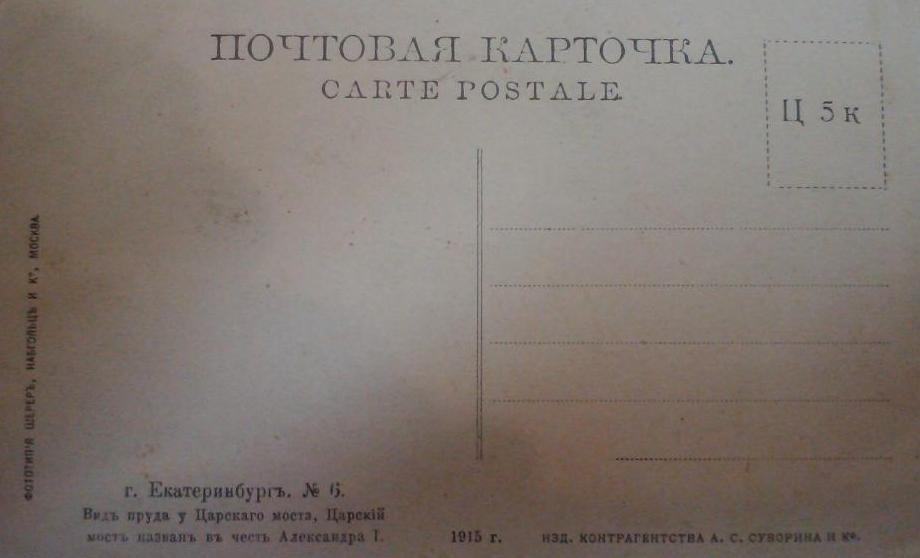 ПОЧТОВАЯ КАРТОЧКА.
CARTE POSTALE.
Ц 5 к
ФОТОТИПІЯ ШЕРЕРЪ, НАБГОЛЬЦЪ И Кº, МОСКВА.
г. Екатеринбургъ. № 6.
Видъ пруда у Царскаго моста, Царскій
мостъ названъ въ честь Александра I.
1915 г.
ИЗД. КОНТРАГЕНТСТВА А. С. СУВОРИНА И Кº.